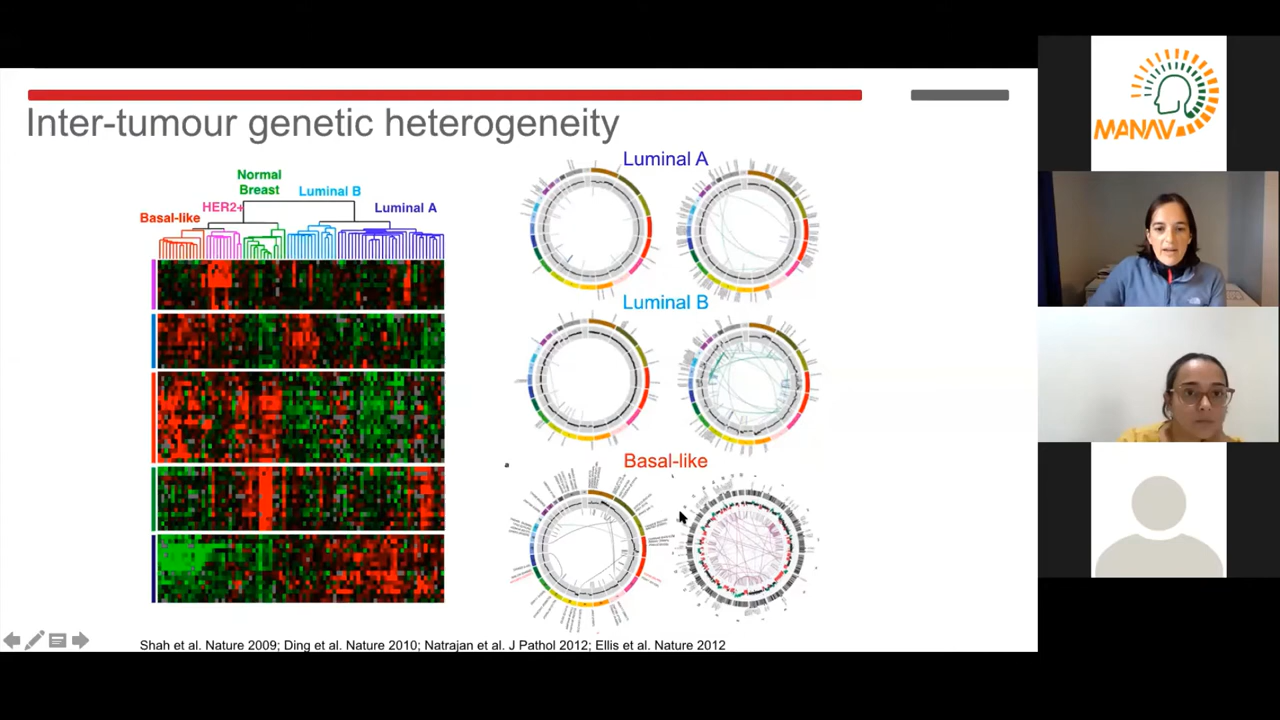 Inter-tumour genetic heterogeneity
Normal
Breast
Luminal B
HER2+
Luminal A
Basal-like
Luminal A
Luminal B
a
Basal-like
Shah et al. Nature 2009; Ding et al. Nature 2010; Natrajan et al. J Pathol 2012; Ellis et al. Nature 2012
MANAV